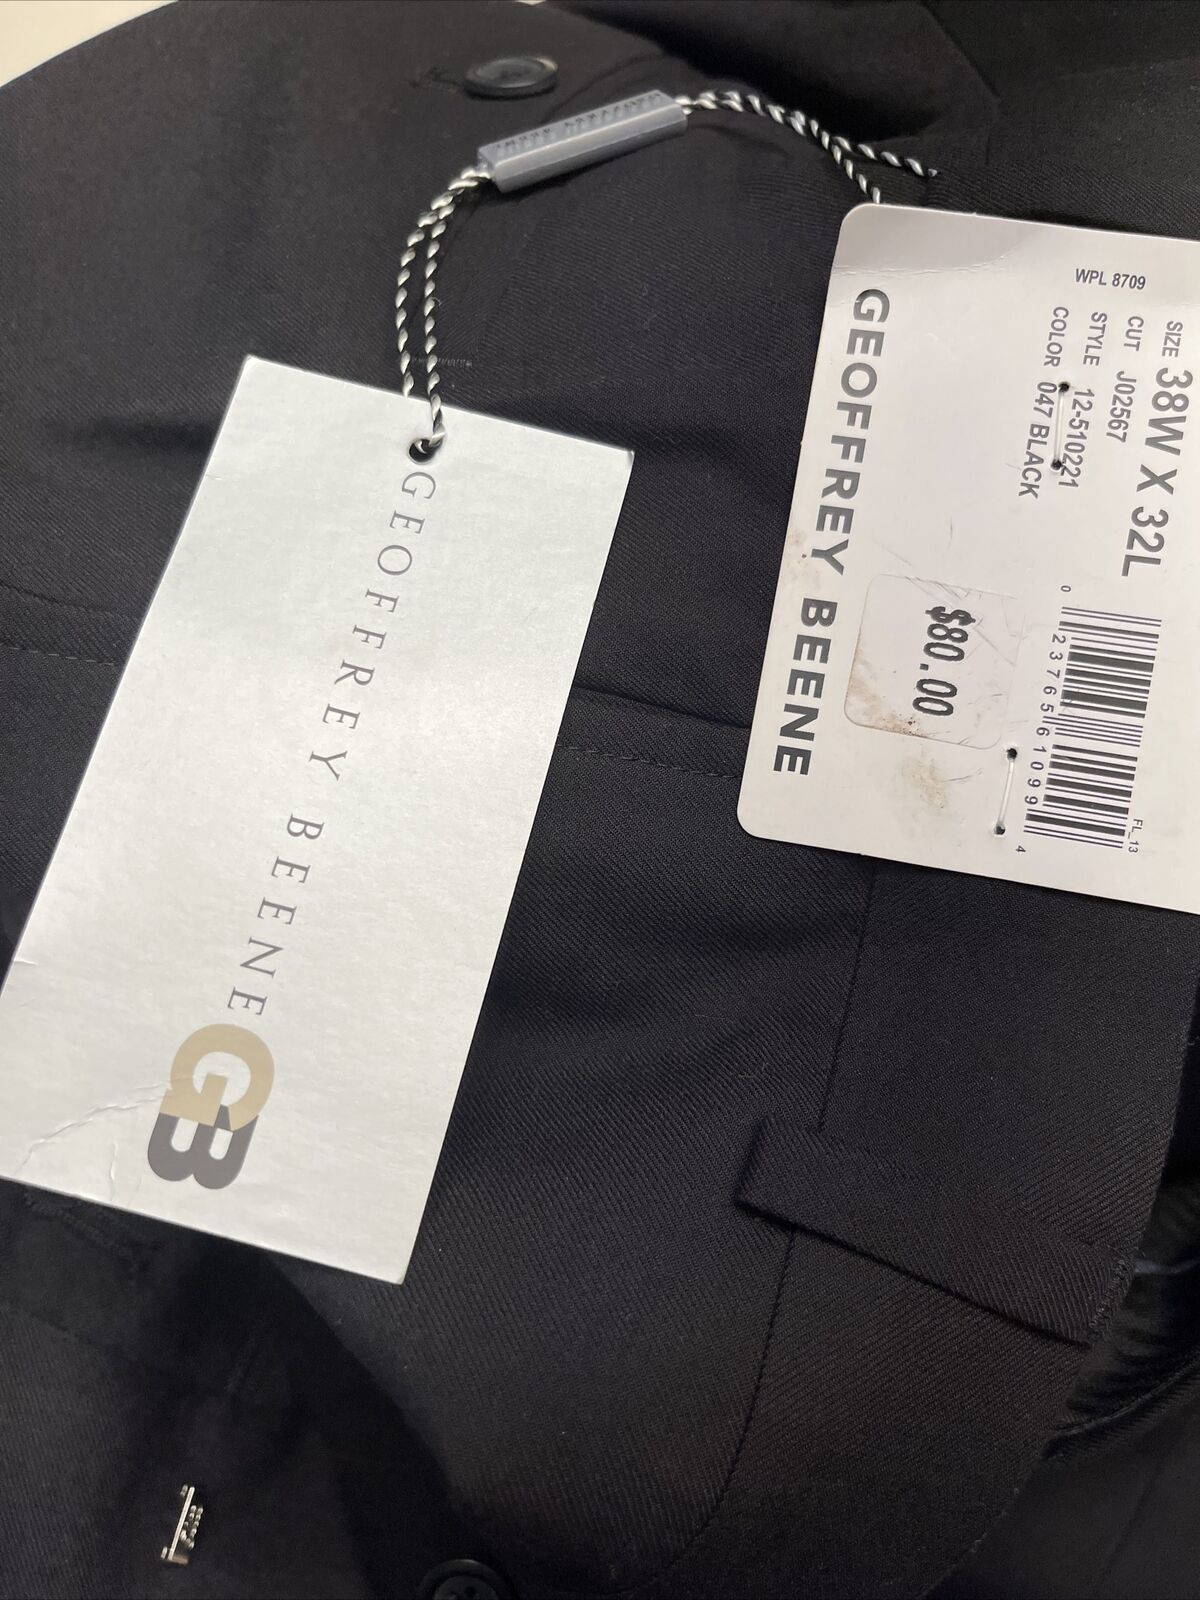 GEOFFREY BEENE
GB
WPL 8709
SIZE 38W X 32L
CUT J02567
STYLE 12-510221
COLOR 047 BLACK
GEOFFREY BEENE
$80.00
0 23765 61099 4
FL_13